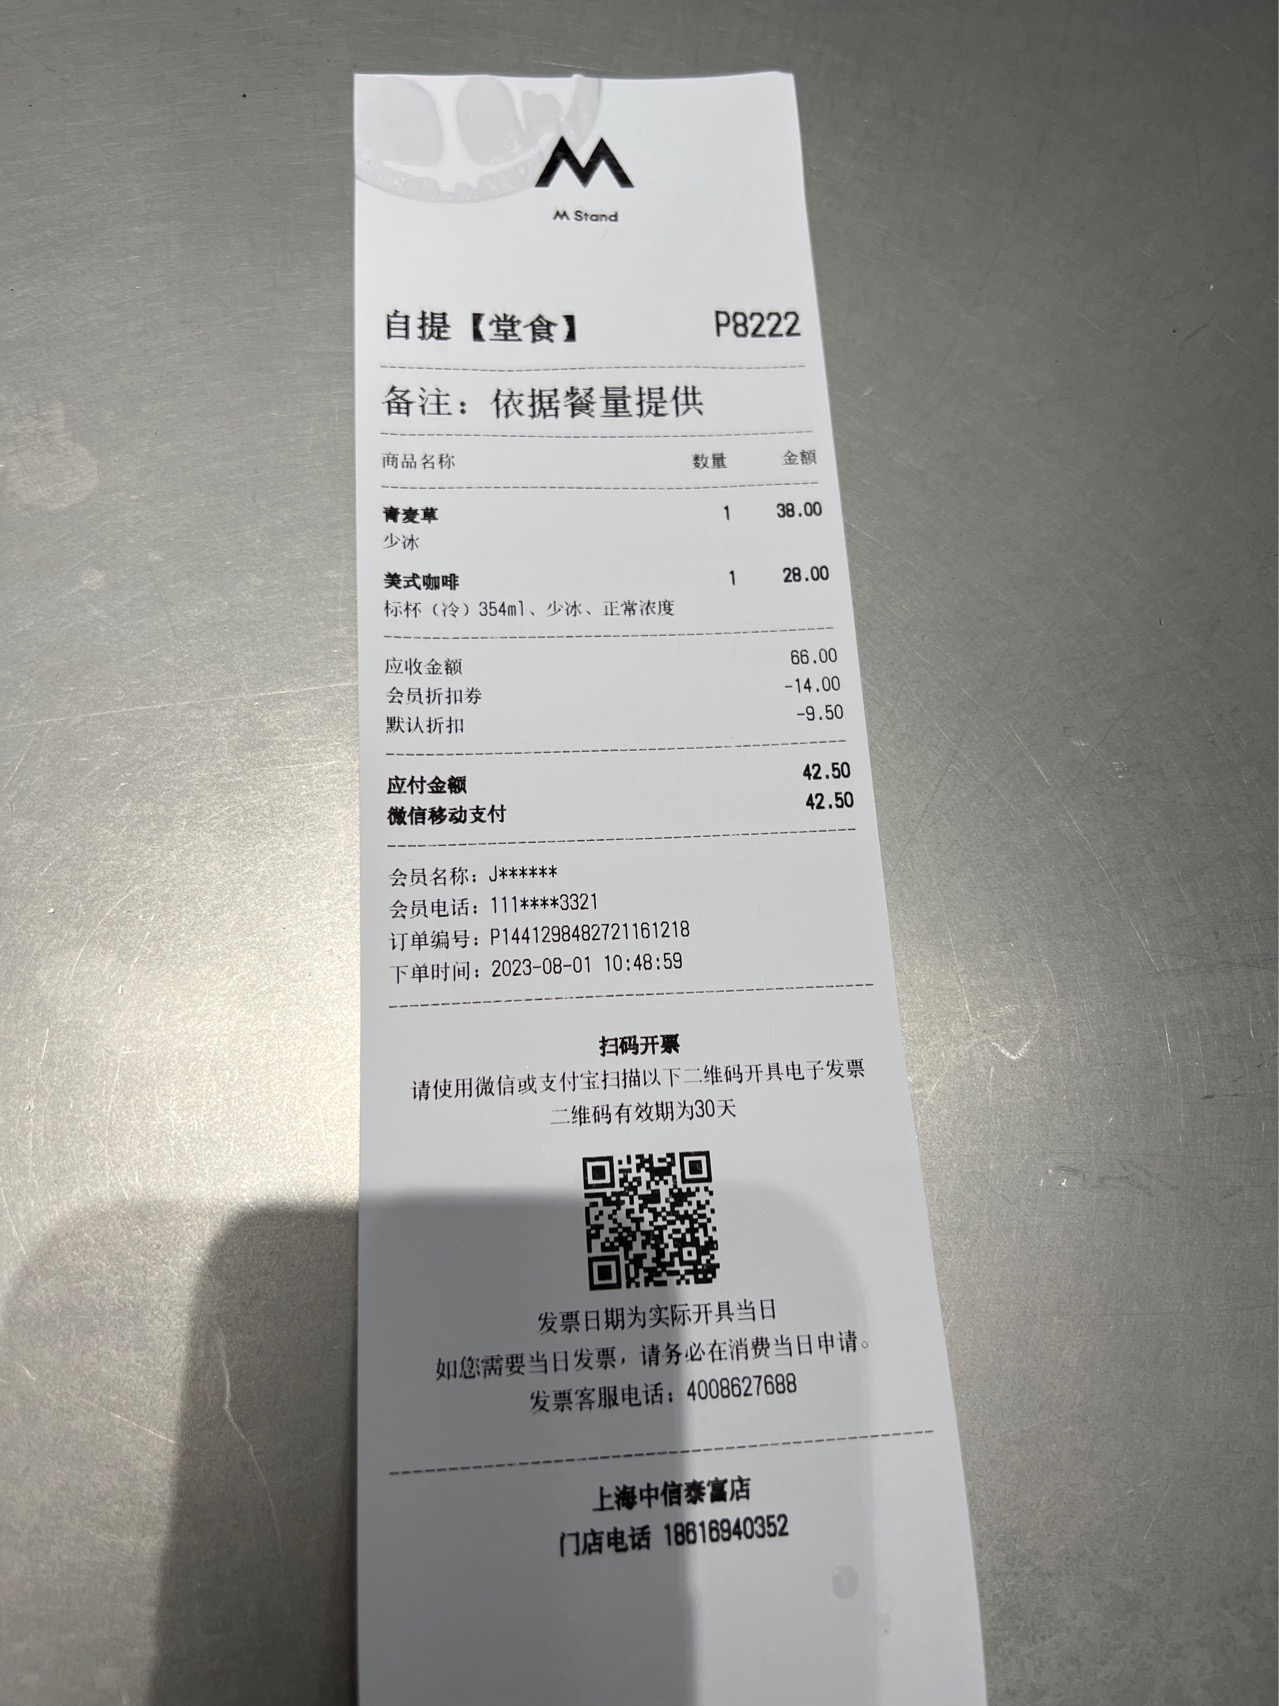 M Stand
自提【堂食】 P8222
备注：依据餐量提供
商品名称 数量 金额
青麦草 1 38.00
少冰
美式咖啡 1 28.00
标杯（冷）354ml、少冰、正常浓度
应收金额 66.00
会员折扣券 -14.00
默认折扣 -9.50
应付金额 42.50
微信移动支付 42.50
会员名称：J******
会员电话：111****3321
订单编号：P1441298482721161218
下单时间：2023-08-01 10:48:59
扫码开票
请使用微信或支付宝扫描以下二维码开具电子发票
二维码有效期为30天
发票日期为实际开具当日
如您需要当日发票，请务必在消费当日申请。
发票客服电话：4008627688
上海中信泰富店
门店电话 18616940352